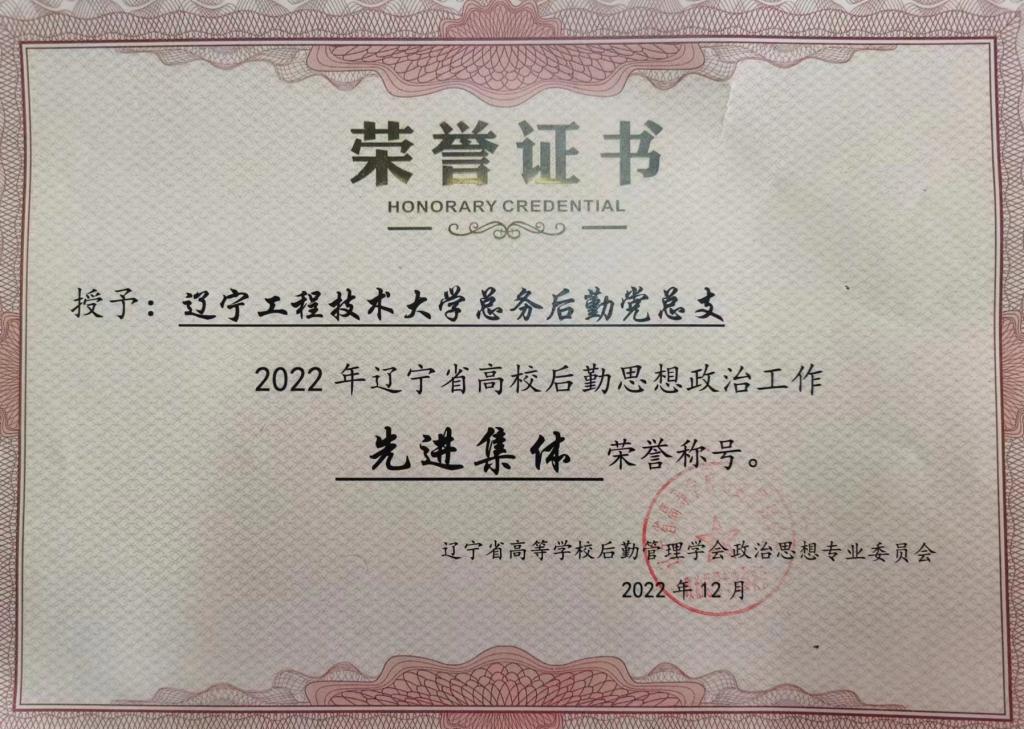 荣誉证书
HONORARY CREDENTIAL
授予：辽宁工程技术大学总务后勤党总支
2022年辽宁省高校后勤思想政治工作
先进集体 荣誉称号。
辽宁省高等学校后勤管理学会政治思想专业委员会
2022年12月